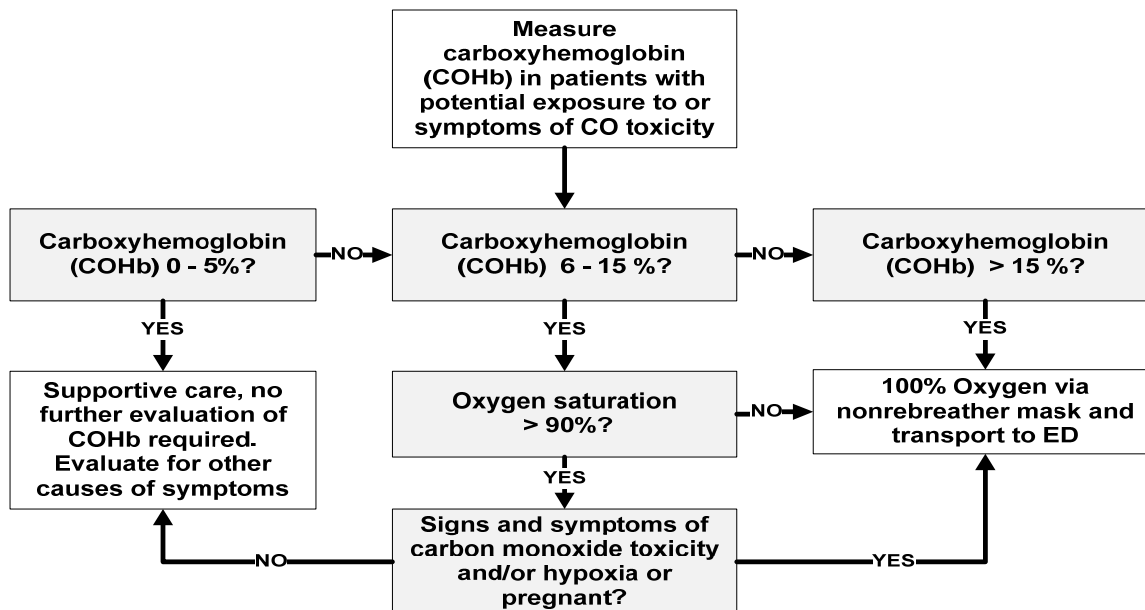 Measure
carboxyhemoglobin
(COHb) in patients with
potential exposure to or
symptoms of CO toxicity
Carboxyhemoglobin
(COHb) 0 - 5%?
NO
Carboxyhemoglobin
(COHb)  6 - 15 %?
NO
Carboxyhemoglobin
(COHb)  > 15 %?
YES
YES
YES
Supportive care, no
further evaluation of
COHb required.
Evaluate for other
causes of symptoms
Oxygen saturation
> 90%?
NO
100% Oxygen via
nonrebreather mask and
transport to ED
YES
Signs and symptoms of
carbon monoxide toxicity
and/or hypoxia or
pregnant?
NO
YES